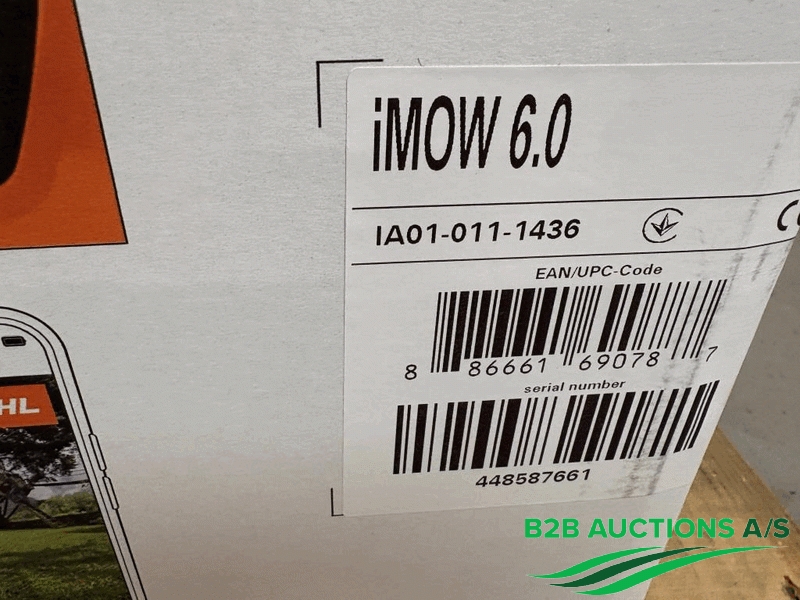 iMOW 6.0
IA01-011-1436
EAN/UPC-Code
8 86661 69078 7
serial number
448587661
HL
B2B AUCTIONS A/S